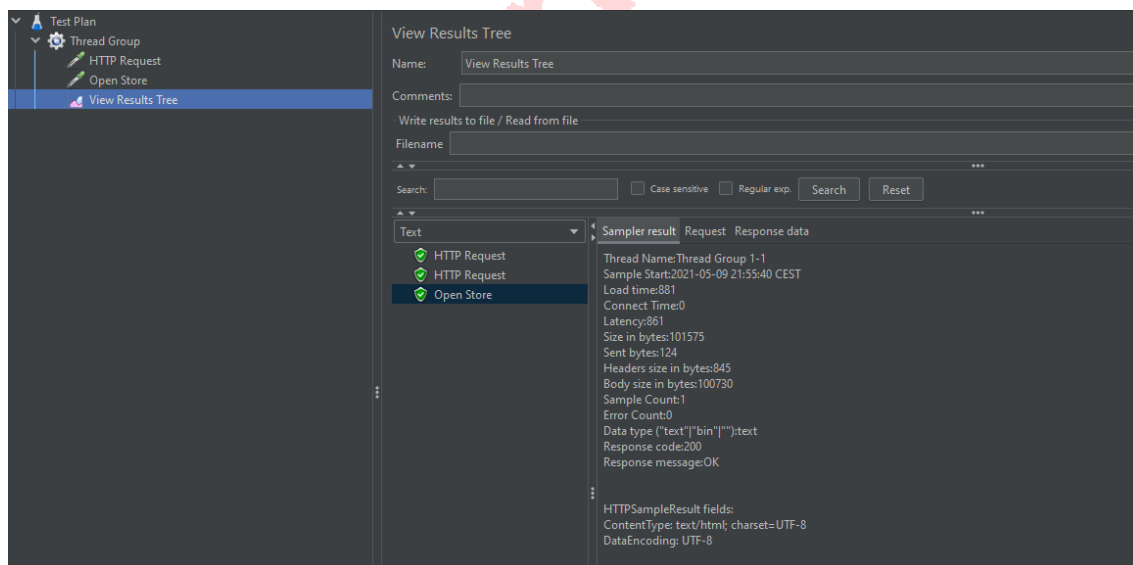 Test Plan
Thread Group
HTTP Request
Open Store
View Results Tree
View Results Tree
Name: View Results Tree
Comments:
Write results to file / Read from file
Filename
Search: Case sensitive Regular exp. Search Reset
Text
HTTP Request
HTTP Request
Open Store
Sampler result Request Response data
Thread Name:Thread Group 1-1
Sample Start:2021-05-09 21:55:40 CEST
Load time:881
Connect Time:0
Latency:861
Size in bytes:101575
Sent bytes:124
Headers size in bytes:845
Body size in bytes:100730
Sample Count:1
Error Count:0
Data type ("text"|"bin"|""):text
Response code:200
Response message:OK
HTTPSampleResult fields:
ContentType: text/html; charset=UTF-8
DataEncoding: UTF-8